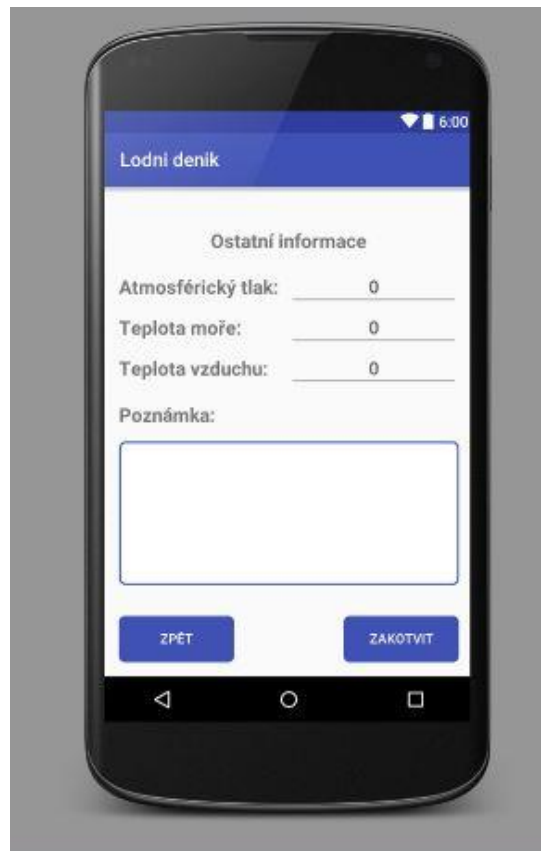 6:00
Lodni denik
Ostatní informace
Atmosférický tlak: 0
Teplota moře: 0
Teplota vzduchu: 0
Poznámka:
ZPĚT ZAKOTVIT